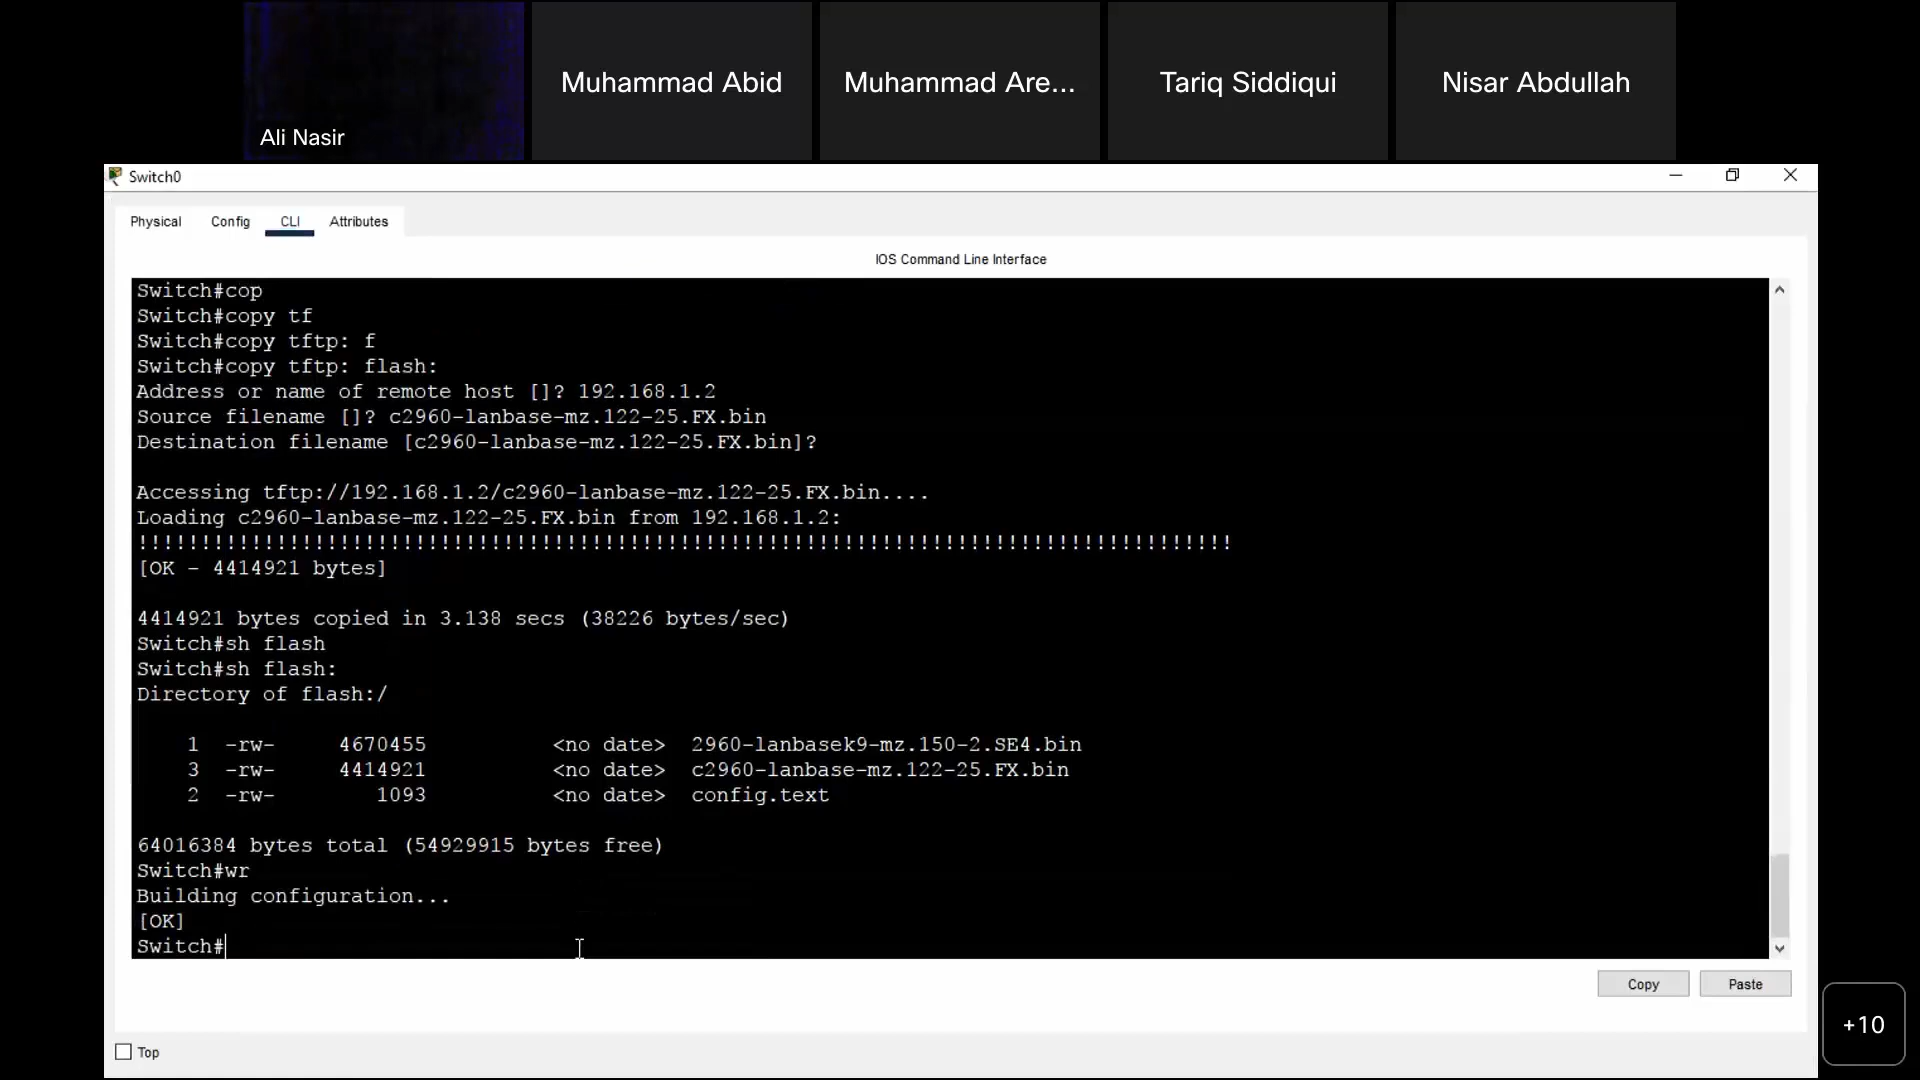 Ali Nasir
Muhammad Abid
Muhammad Are...
Tariq Siddiqui
Nisar Abdullah
Switch0
Physical Config CLI Attributes
IOS Command Line Interface
Switch#cop
Switch#copy tf
Switch#copy tftp: f
Switch#copy tftp: flash:
Address or name of remote host []? 192.168.1.2
Source filename []? c2960-lanbase-mz.122-25.FX.bin
Destination filename [c2960-lanbase-mz.122-25.FX.bin]?
Accessing tftp://192.168.1.2/c2960-lanbase-mz.122-25.FX.bin....
Loading c2960-lanbase-mz.122-25.FX.bin from 192.168.1.2:
!!!!!!!!!!!!!!!!!!!!!!!!!!!!!!!!!!!!!!!!!!!!!!!!!!!!!!!!!!!!!!!!!!!!!!!!!!!!!!!!!!!!!!!
[OK - 4414921 bytes]
4414921 bytes copied in 3.138 secs (38226 bytes/sec)
Switch#sh flash
Switch#sh flash:
Directory of flash:/
1 -rw- 4670455 <no date> 2960-lanbasek9-mz.150-2.SE4.bin
3 -rw- 4414921 <no date> c2960-lanbase-mz.122-25.FX.bin
2 -rw- 1093 <no date> config.text
64016384 bytes total (54929915 bytes free)
Switch#wr
Building configuration...
[OK]
Switch#
Copy Paste
+10
Top